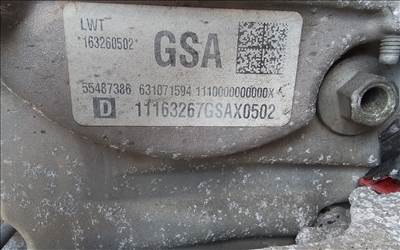 LWT
*163260502*
GSA
55487386 631071594 1110000000000X
D 11163267GSAX0502